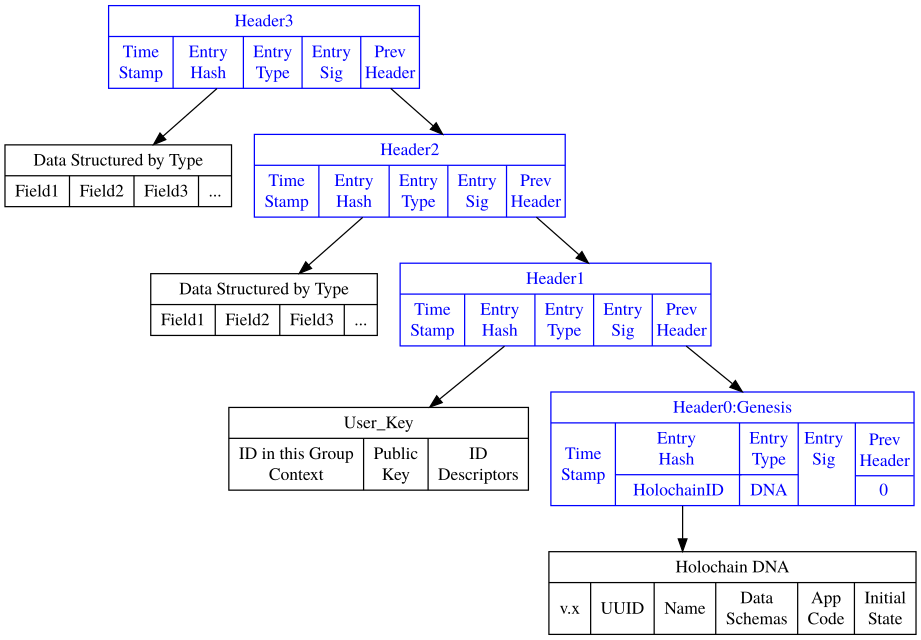 Header3
Time Entry Entry Entry Prev
Stamp Hash Type Sig Header
Data Structured by Type
Field1 Field2 Field3 ...
Header2
Time Entry Entry Entry Prev
Stamp Hash Type Sig Header
Data Structured by Type
Field1 Field2 Field3 ...
Header1
Time Entry Entry Entry Prev
Stamp Hash Type Sig Header
User_Key
ID in this Group Public ID
Context Key Descriptors
Header0:Genesis
Time Entry Entry Entry Prev
Stamp Hash Type Sig Header
HolochainID DNA 0
Holochain DNA
v.x UUID Name Data App Initial
Schemas Code State